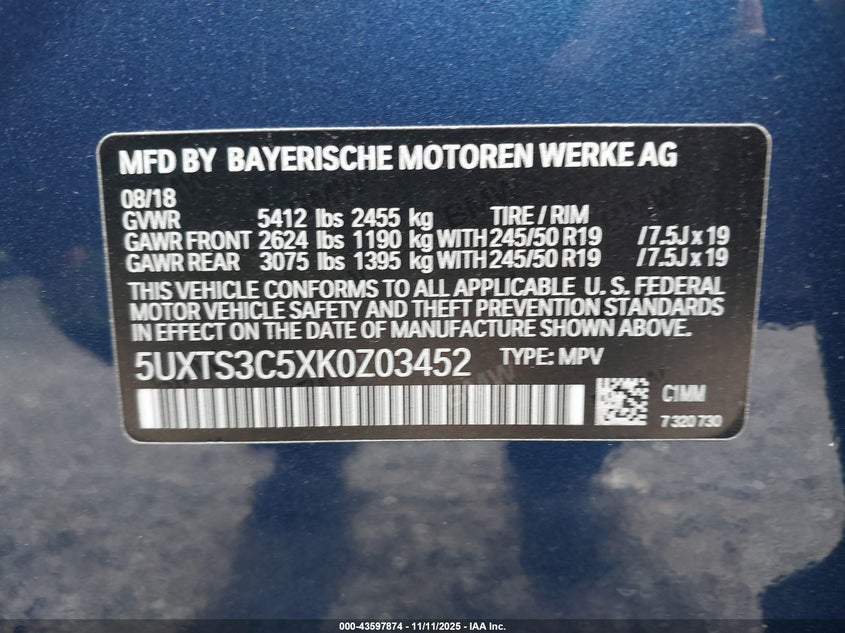 MFD BY BAYERISCHE MOTOREN WERKE AG
08/18
GVWR 5412 lbs 2455 kg TIRE / RIM
GAWR FRONT 2624 lbs 1190 kg WITH 245/50 R19 /7.5J x 19
GAWR REAR 3075 lbs 1395 kg WITH 245/50 R19 /7.5J x 19
THIS VEHICLE CONFORMS TO ALL APPLICABLE U. S. FEDERAL
MOTOR VEHICLE SAFETY AND THEFT PREVENTION STANDARDS
IN EFFECT ON THE DATE OF MANUFACTURE SHOWN ABOVE.
5UXTS3C5XK0Z03452 TYPE: MPV
C1MM
7 320 730
000-43597874 - 11/11/2025 - IAA Inc.